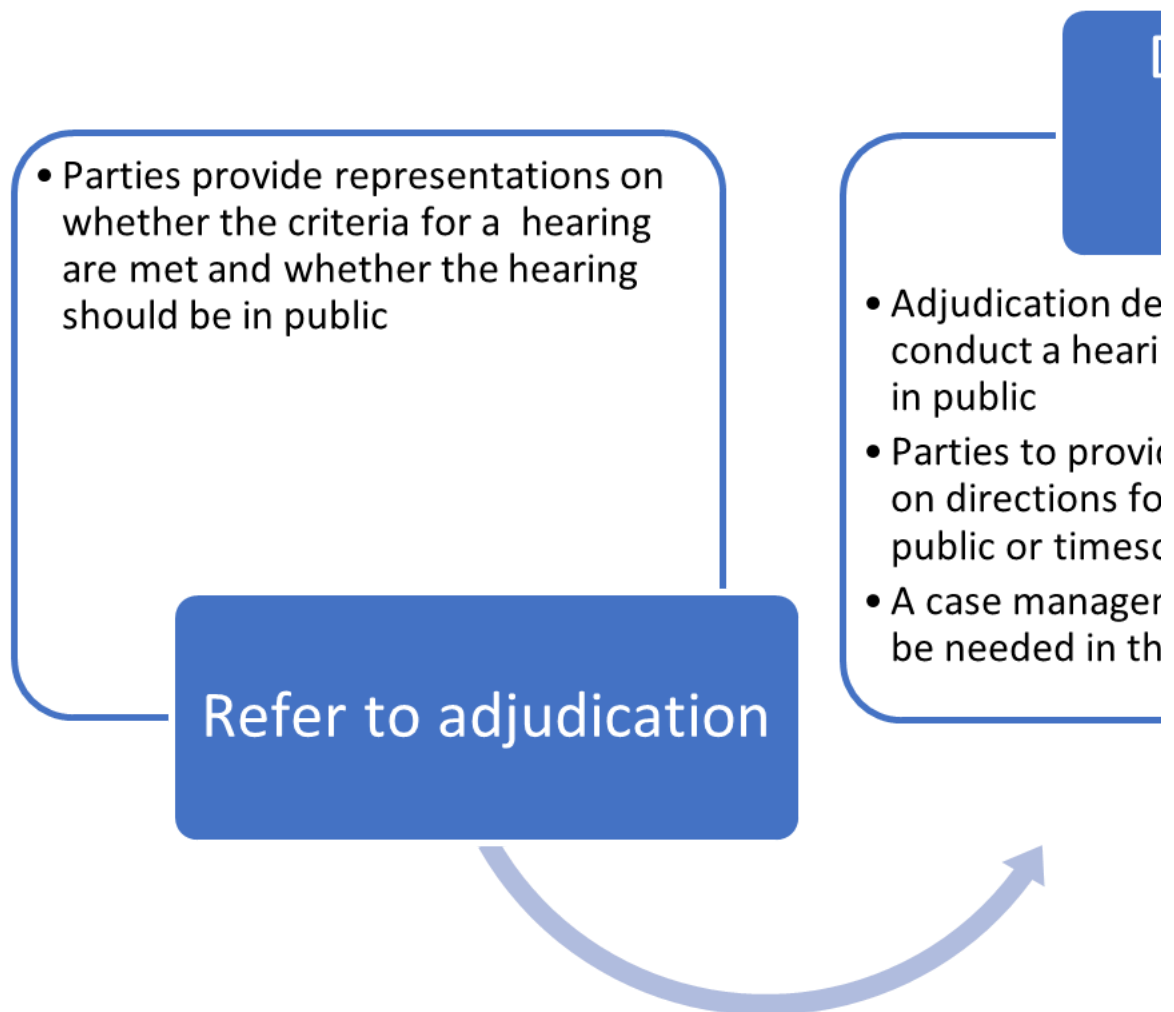 • Parties provide representations on
whether the criteria for a  hearing
are met and whether the hearing
should be in public
Refer to adjudication
• Adjudication
conduct a
in public
• Parties to
on directions
public or
• A case
be needed in